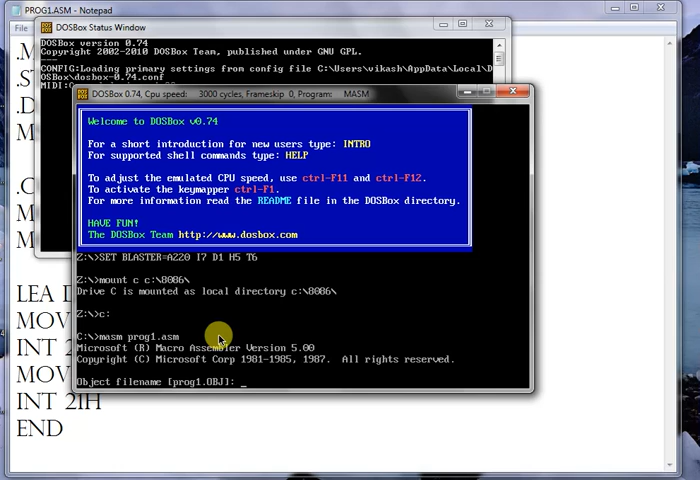 PROG1.ASM - Notepad
File
DOSBox Status Window
DOSBox version 0.74
Copyright 2002-2010 DOSBox Team, published under GNU GPL.
---
CONFIG:Loading primary settings from config file C:\Users\vikash\AppData\Local\D
OSBox\dosbox-0.74.conf
MIDI:
DOSBox 0.74, Cpu speed: 3000 cycles, Frameskip 0, Program: MASM
Welcome to DOSBox v0.74
For a short introduction for new users type: INTRO
For supported shell commands type: HELP
To adjust the emulated CPU speed, use ctrl-F11 and ctrl-F12.
To activate the keymapper ctrl-F1.
For more information read the README file in the DOSBox directory.
HAVE FUN!
The DOSBox Team http://www.dosbox.com
Z:\>SET BLASTER=A220 I7 D1 H5 T6
Z:\>mount c c:\8086\
Drive C is mounted as local directory c:\8086\
Z:\>c:
C:\>masm prog1.asm
Microsoft (R) Macro Assembler Version 5.00
Copyright (C) Microsoft Corp 1981-1985, 1987. All rights reserved.
Object filename [prog1.OBJ]: _
LEA
MOV
INT 2
MOV
INT 21H
END